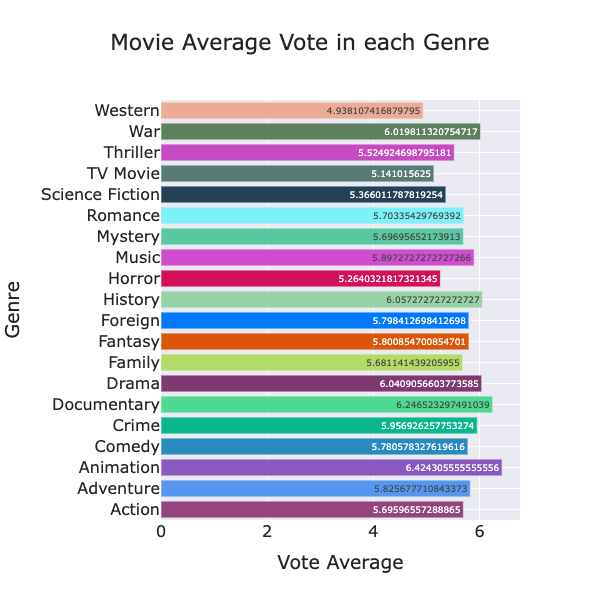 Movie Average Vote in each Genre
Genre
Western 4.938107416879795
War 6.019811320754717
Thriller 5.524924698795181
TV Movie 5.141015625
Science Fiction 5.366011787819254
Romance 5.70335429769392
Mystery 5.69695652173913
Music 5.8972727272727266
Horror 5.2640321817321345
History 6.057272727272727
Foreign 5.798412698412698
Fantasy 5.800854700854701
Family 5.681141439205955
Drama 6.0409056603773585
Documentary 6.246523297491039
Crime 5.956926257753274
Comedy 5.780578327619616
Animation 6.424305555555556
Adventure 5.825677710843373
Action 5.69596557288865
0 2 4 6
Vote Average